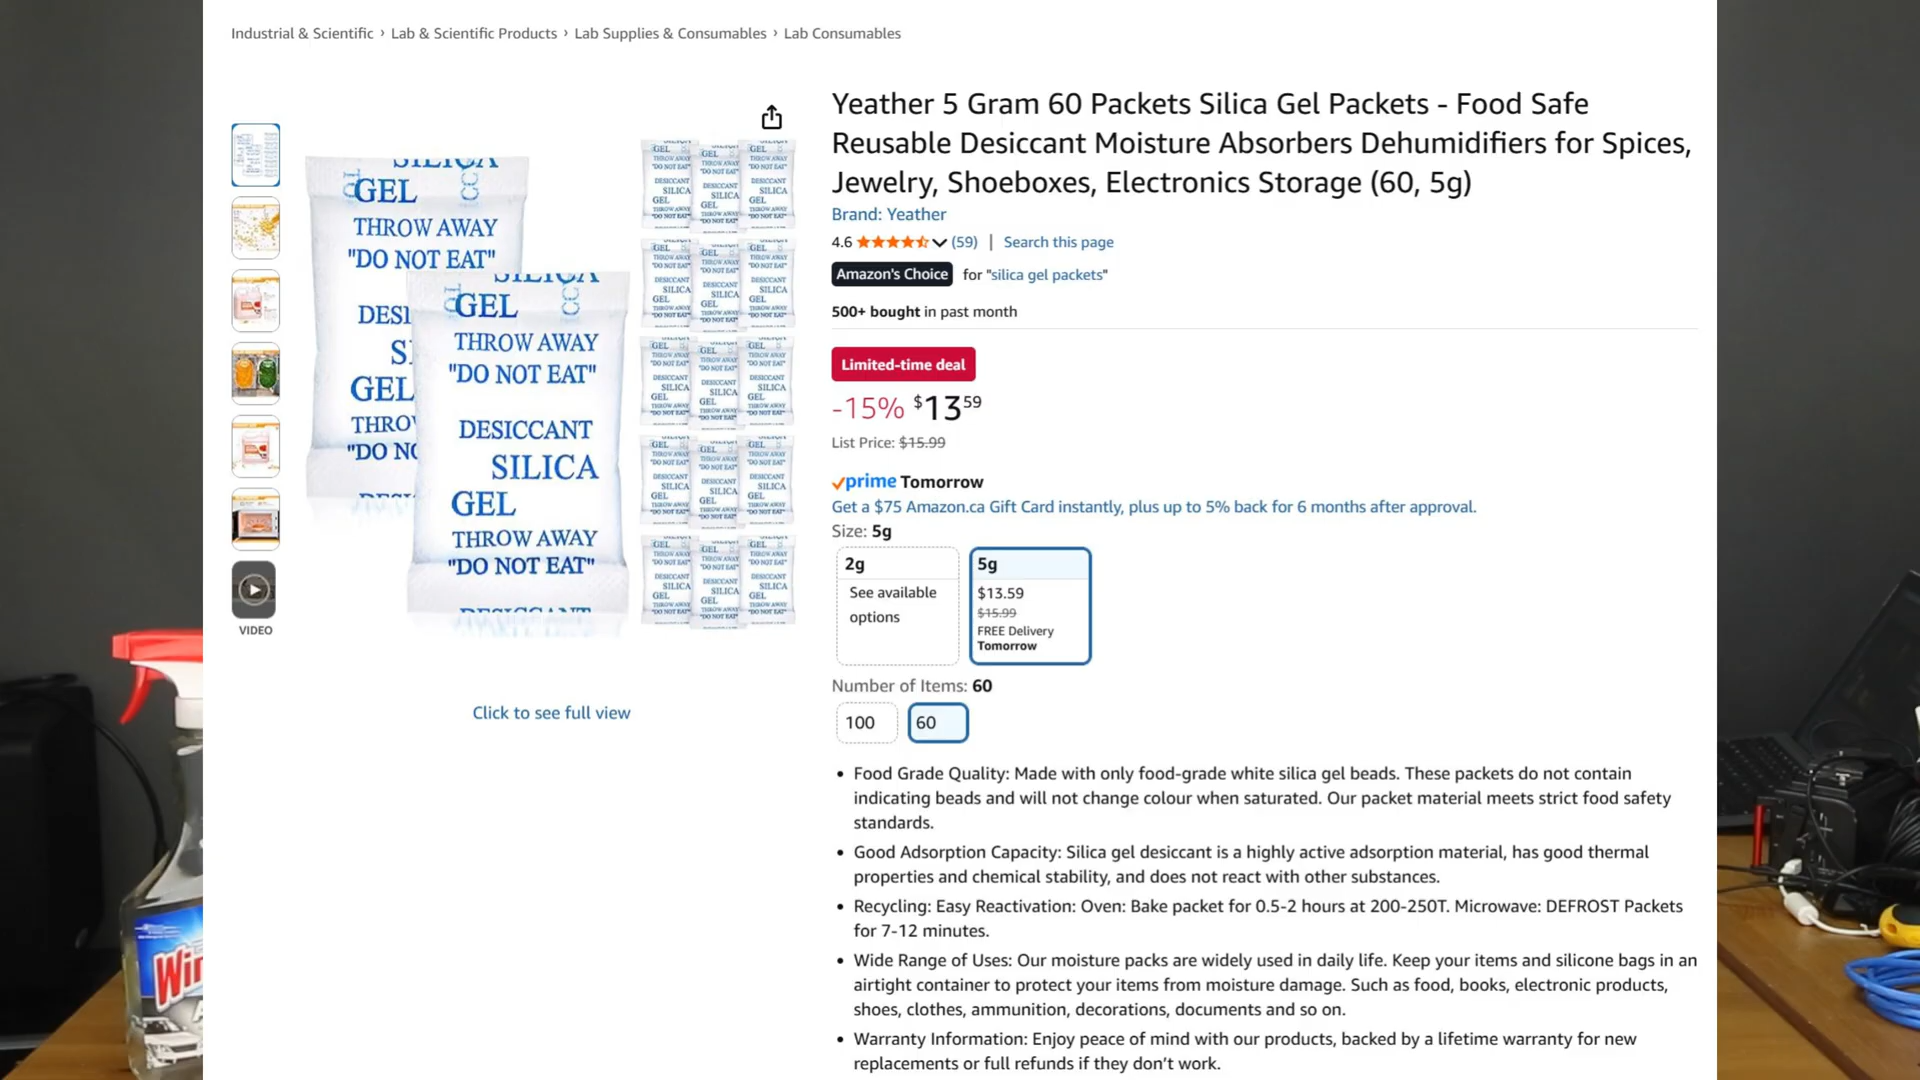 Industrial & Scientific › Lab & Scientific Products › Lab Supplies & Consumables › Lab Consumables
Yeather 5 Gram 60 Packets Silica Gel Packets - Food Safe
Reusable Desiccant Moisture Absorbers Dehumidifiers for Spices,
Jewelry, Shoeboxes, Electronics Storage (60, 5g)
Brand: Yeather
4.6 (59) | Search this page
Amazon's Choice for "silica gel packets"
500+ bought in past month
Limited-time deal
-15% $13 59
List Price: $15.99
prime Tomorrow
Get a $75 Amazon.ca Gift Card instantly, plus up to 5% back for 6 months after approval.
Size: 5g
2g
See available
options
5g
$13.59
$15.99
FREE Delivery
Tomorrow
Number of Items: 60
100
60
• Food Grade Quality: Made with only food-grade white silica gel beads. These packets do not contain
indicating beads and will not change colour when saturated. Our packet material meets strict food safety
standards.
• Good Adsorption Capacity: Silica gel desiccant is a highly active adsorption material, has good thermal
properties and chemical stability, and does not react with other substances.
• Recycling: Easy Reactivation: Oven: Bake packet for 0.5-2 hours at 200-250T. Microwave: DEFROST Packets
for 7-12 minutes.
• Wide Range of Uses: Our moisture packs are widely used in daily life. Keep your items and silicone bags in an
airtight container to protect your items from moisture damage. Such as food, books, electronic products,
shoes, clothes, ammunition, decorations, documents and so on.
• Warranty Information: Enjoy peace of mind with our products, backed by a lifetime warranty for new
replacements or full refunds if they don't work.
GEL
THROW AWAY
"DO NOT EAT"
SILICA
GEL
THROW AWAY
"DO NOT EAT"
DESICCANT
SILICA
GEL
THROW AWAY
"DO NOT EAT"
DESICCANT
VIDEO
Click to see full view